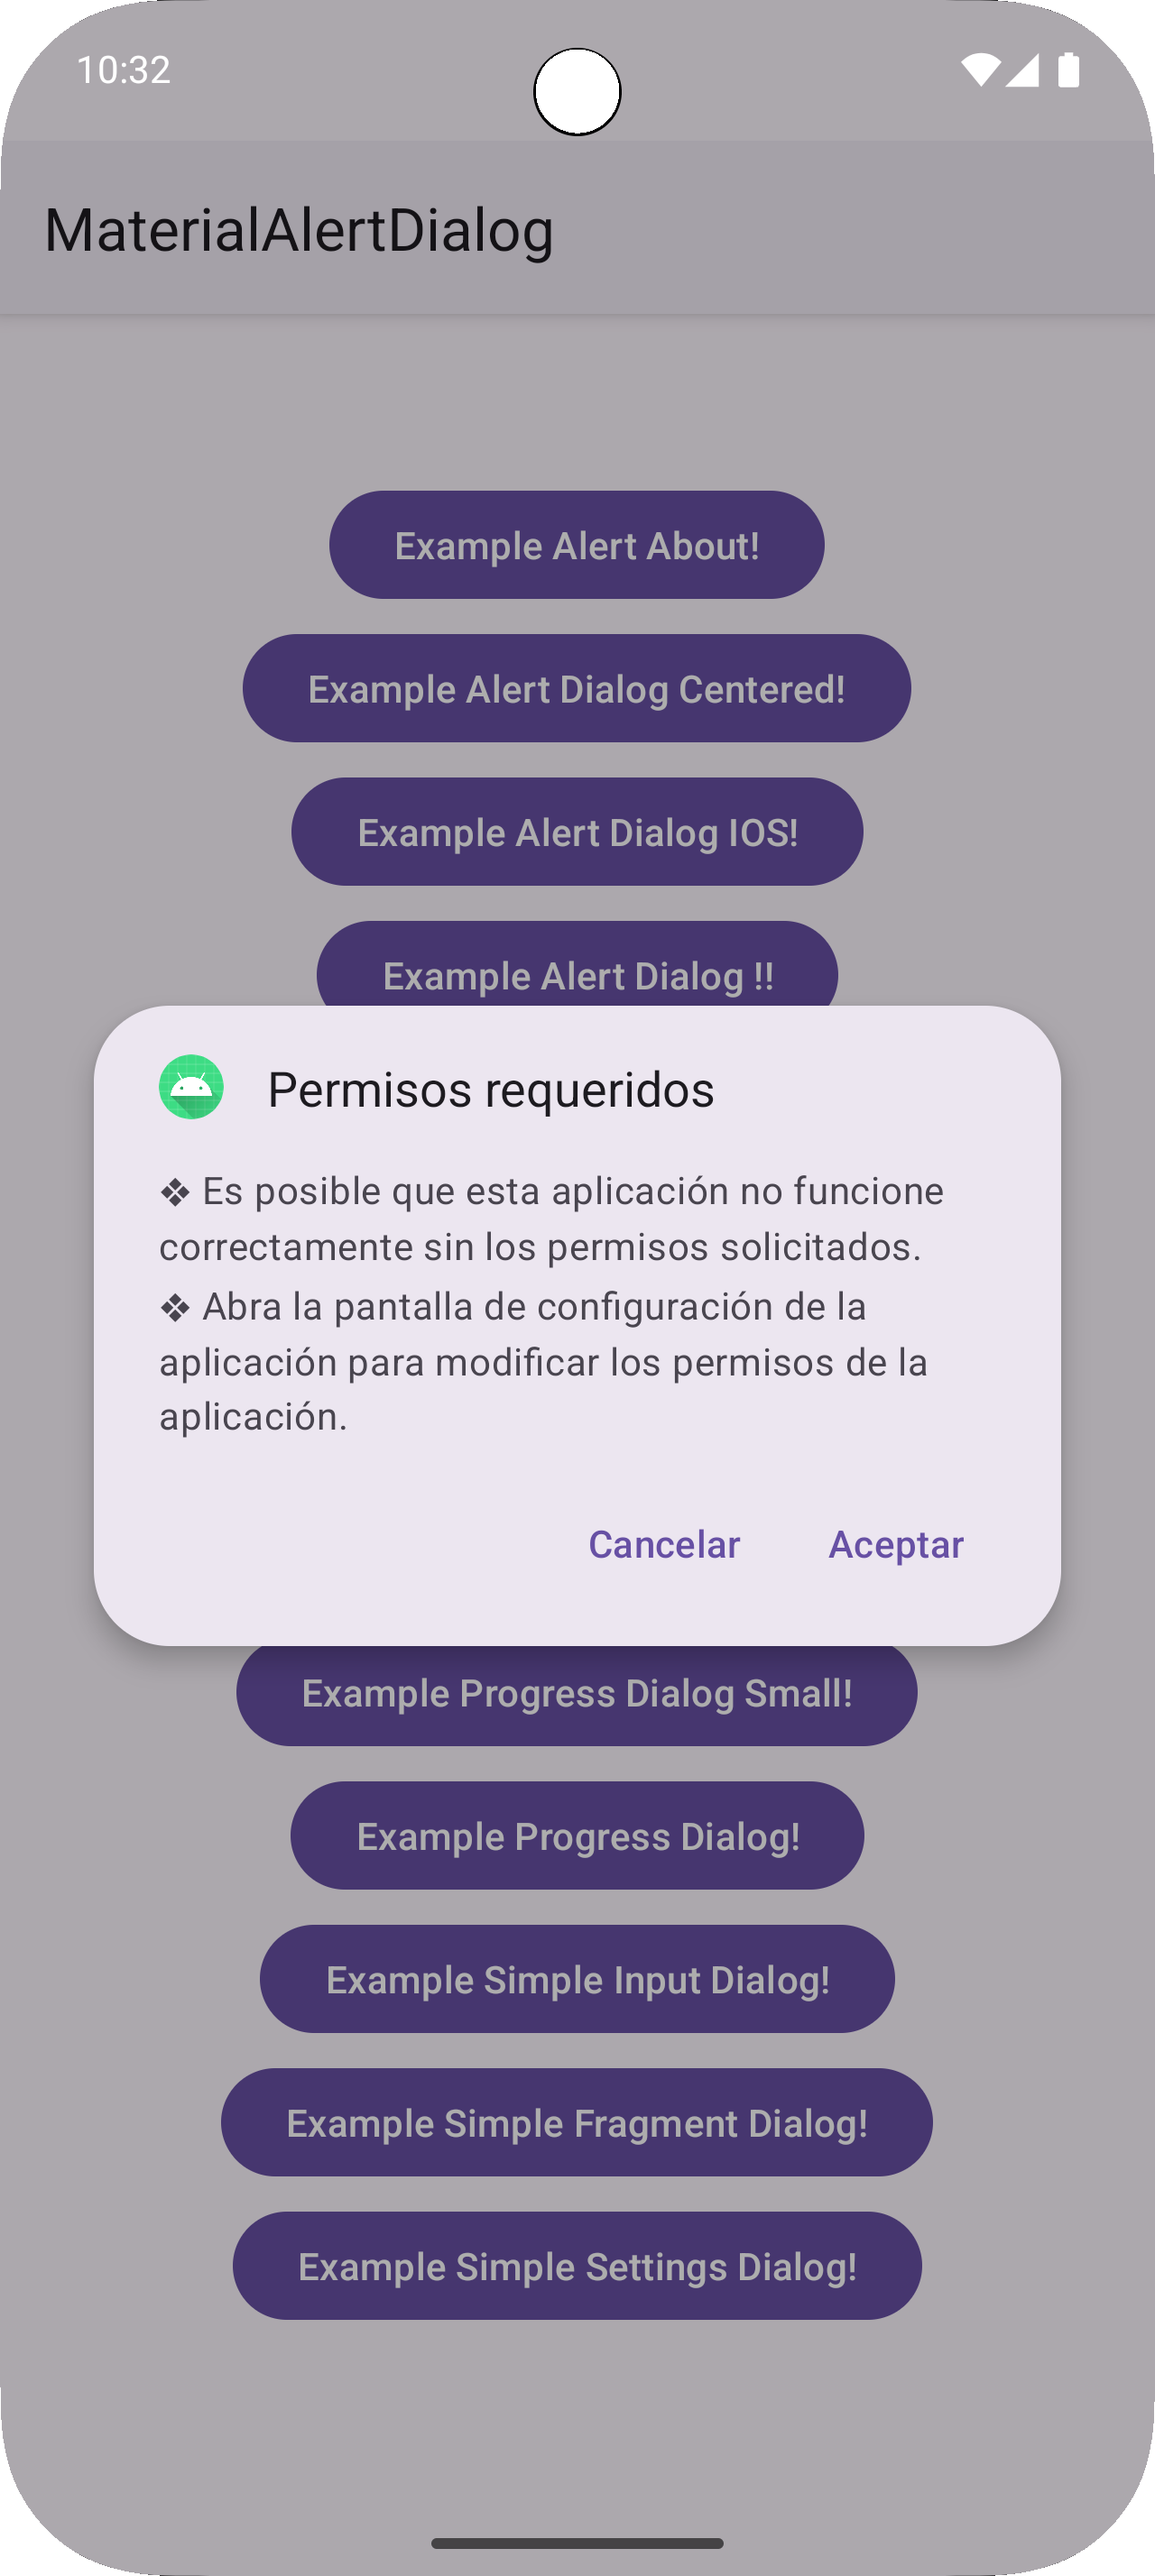 10:32
MaterialAlertDialog
Example Alert About!
Example Alert Dialog Centered!
Example Alert Dialog IOS!
Example Alert Dialog !!
Permisos requeridos
❖ Es posible que esta aplicación no funcione
correctamente sin los permisos solicitados.
❖ Abra la pantalla de configuración de la
aplicación para modificar los permisos de la
aplicación.
Cancelar Aceptar
Example Progress Dialog Small!
Example Progress Dialog!
Example Simple Input Dialog!
Example Simple Fragment Dialog!
Example Simple Settings Dialog!